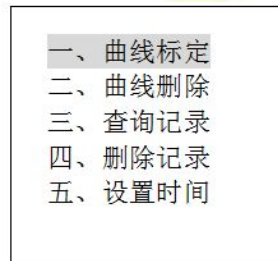 一、曲线标定
二、曲线删除
三、查询记录
四、删除记录
五、设置时间